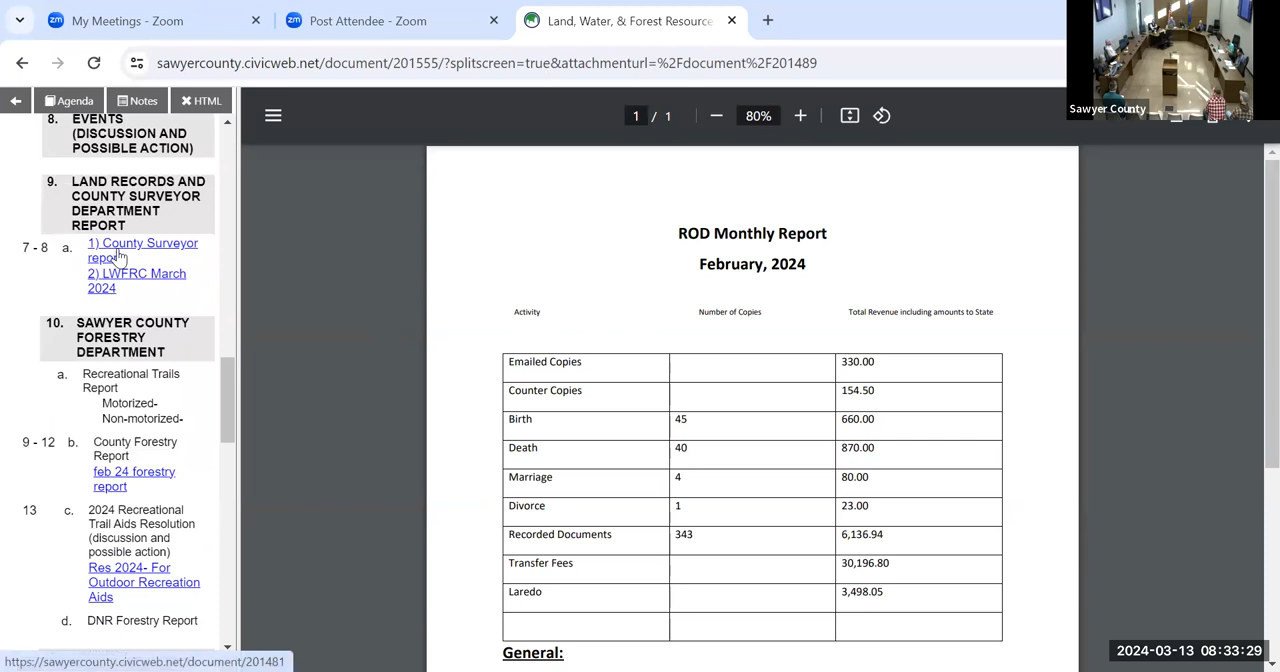 My Meetings - Zoom
Post Attendee - Zoom
Land, Water, & Forest Resource
sawyercounty.civicweb.net/document/201555/?splitscreen=true&attachmenturl=%2Fdocument%2F201489
Sawyer County
Agenda
Notes
HTML
1 / 1
80%
8. EVENTS
(DISCUSSION AND
POSSIBLE ACTION)
9. LAND RECORDS AND
COUNTY SURVEYOR
DEPARTMENT
REPORT
7 - 8 a. 1) County Surveyor
report
2) LWFRC March
2024
10. SAWYER COUNTY
FORESTRY
DEPARTMENT
a. Recreational Trails
Report
Motorized-
Non-motorized-
9 - 12 b. County Forestry
Report
feb 24 forestry
report
13 c. 2024 Recreational
Trail Aids Resolution
(discussion and
possible action)
Res 2024- For
Outdoor Recreation
Aids
d. DNR Forestry Report
https://sawyercounty.civicweb.net/document/201481
ROD Monthly Report
February, 2024
Activity Number of Copies Total Revenue including amounts to State
Emailed Copies 330.00
Counter Copies 154.50
Birth 45 660.00
Death 40 870.00
Marriage 4 80.00
Divorce 1 23.00
Recorded Documents 343 6,136.94
Transfer Fees 30,196.80
Laredo 3,498.05
General:
2024-03-13 08:33:29